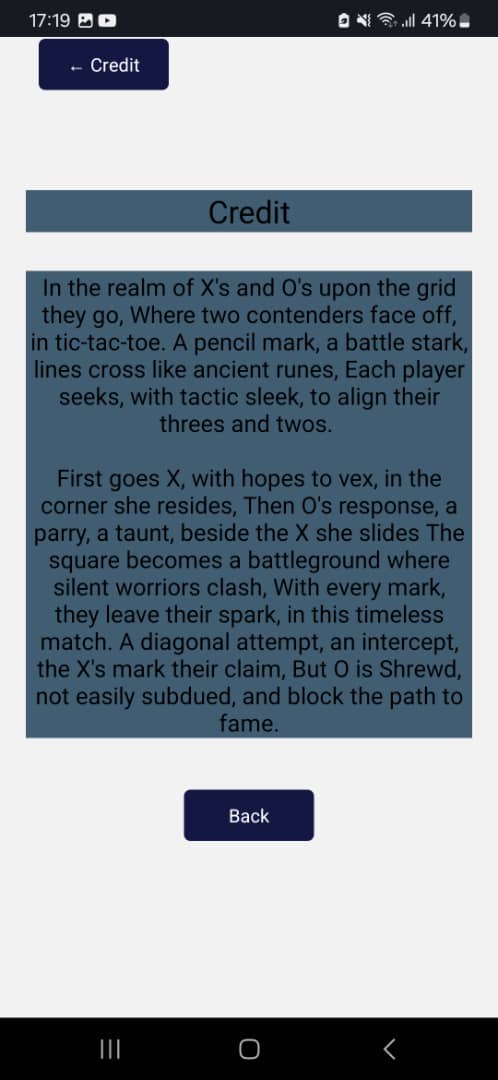 17:19
41%
← Credit
Credit
In the realm of X's and O's upon the grid
they go, Where two contenders face off,
in tic-tac-toe. A pencil mark, a battle stark,
lines cross like ancient runes, Each player
seeks, with tactic sleek, to align their
threes and twos.
First goes X, with hopes to vex, in the
corner she resides, Then O's response, a
parry, a taunt, beside the X she slides The
square becomes a battleground where
silent worriors clash, With every mark,
they leave their spark, in this timeless
match. A diagonal attempt, an intercept,
the X's mark their claim, But O is Shrewd,
not easily subdued, and block the path to
fame.
Back